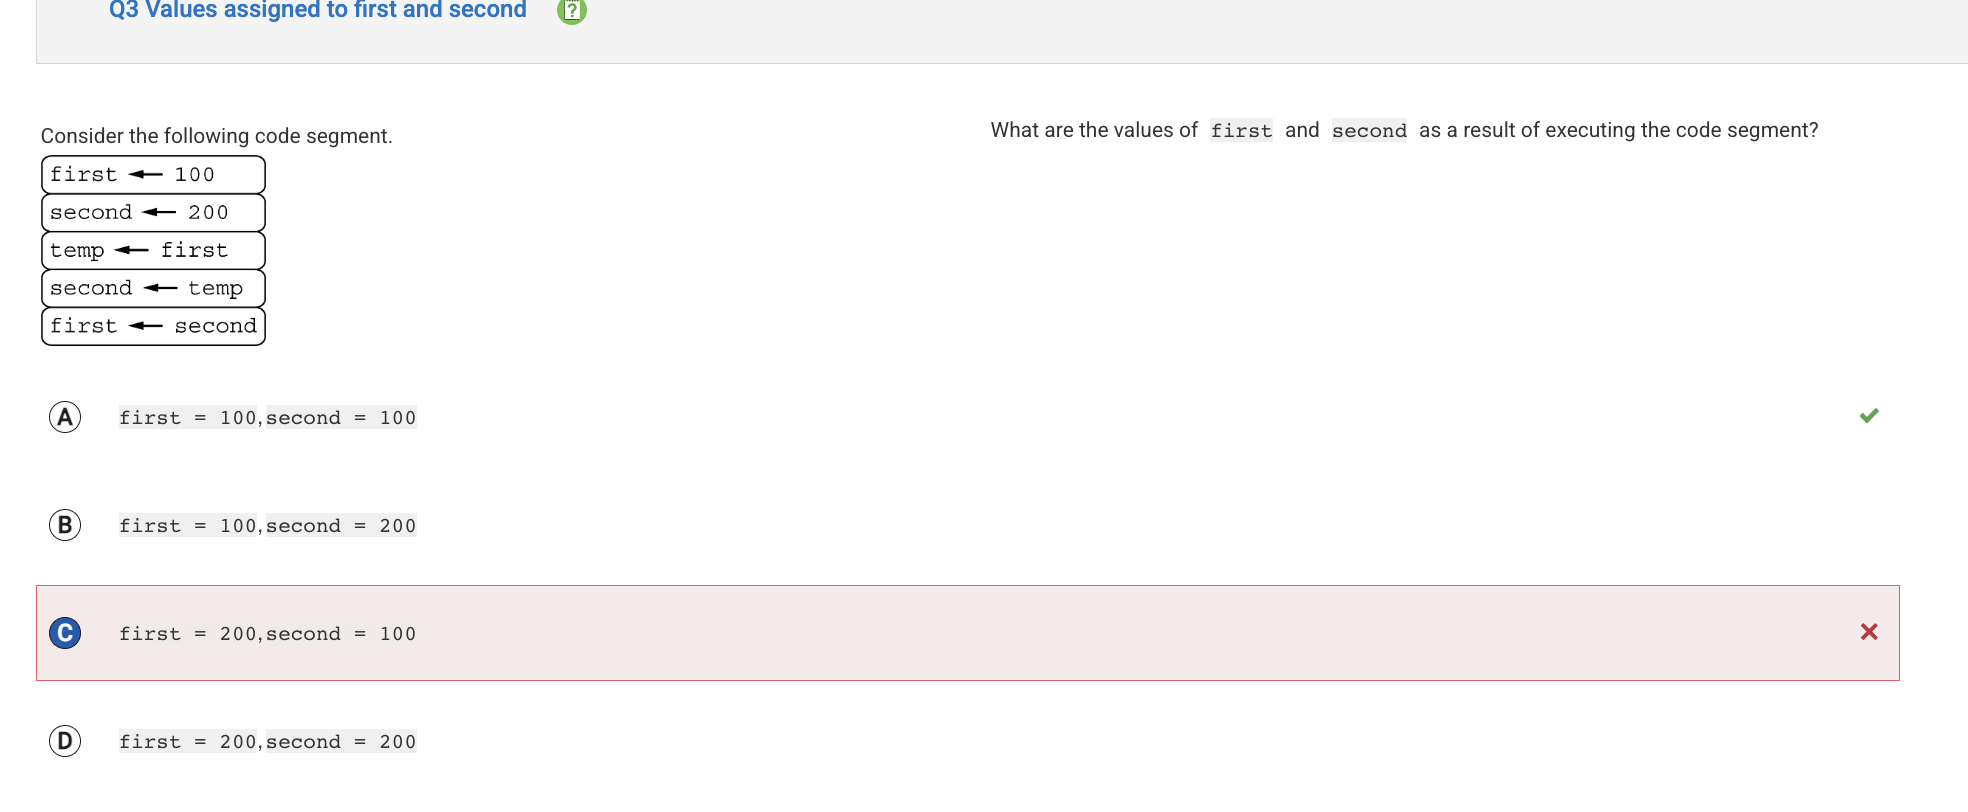 Q3 Values assigned to first and second ?
Consider the following code segment.
first ← 100
second ← 200
temp ← first
second ← temp
first ← second
What are the values of first and second as a result of executing the code segment?
A first = 100,second = 100
B first = 100,second = 200
C first = 200,second = 100
D first = 200,second = 200